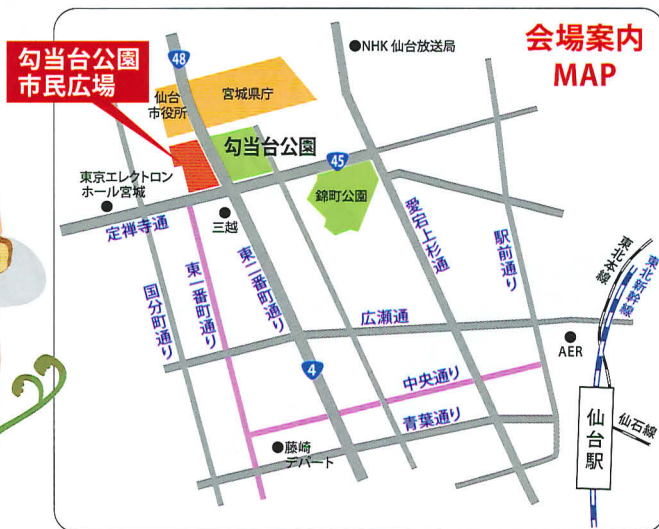 会場案内
MAP
勾当台公園
市民広場
48
NHK 仙台放送局
仙台
市役所
宮城県庁
勾当台公園
45
東京エレクトロン
ホール宮城
錦町公園
定禅寺通
三越
愛宕上杉通
駅前通り
東北本線
東北新幹線
国分町通り
東一番町通り
東二番町通り
広瀬通
AER
4
中央通り
青葉通り
藤崎
デパート
仙台駅
仙石線